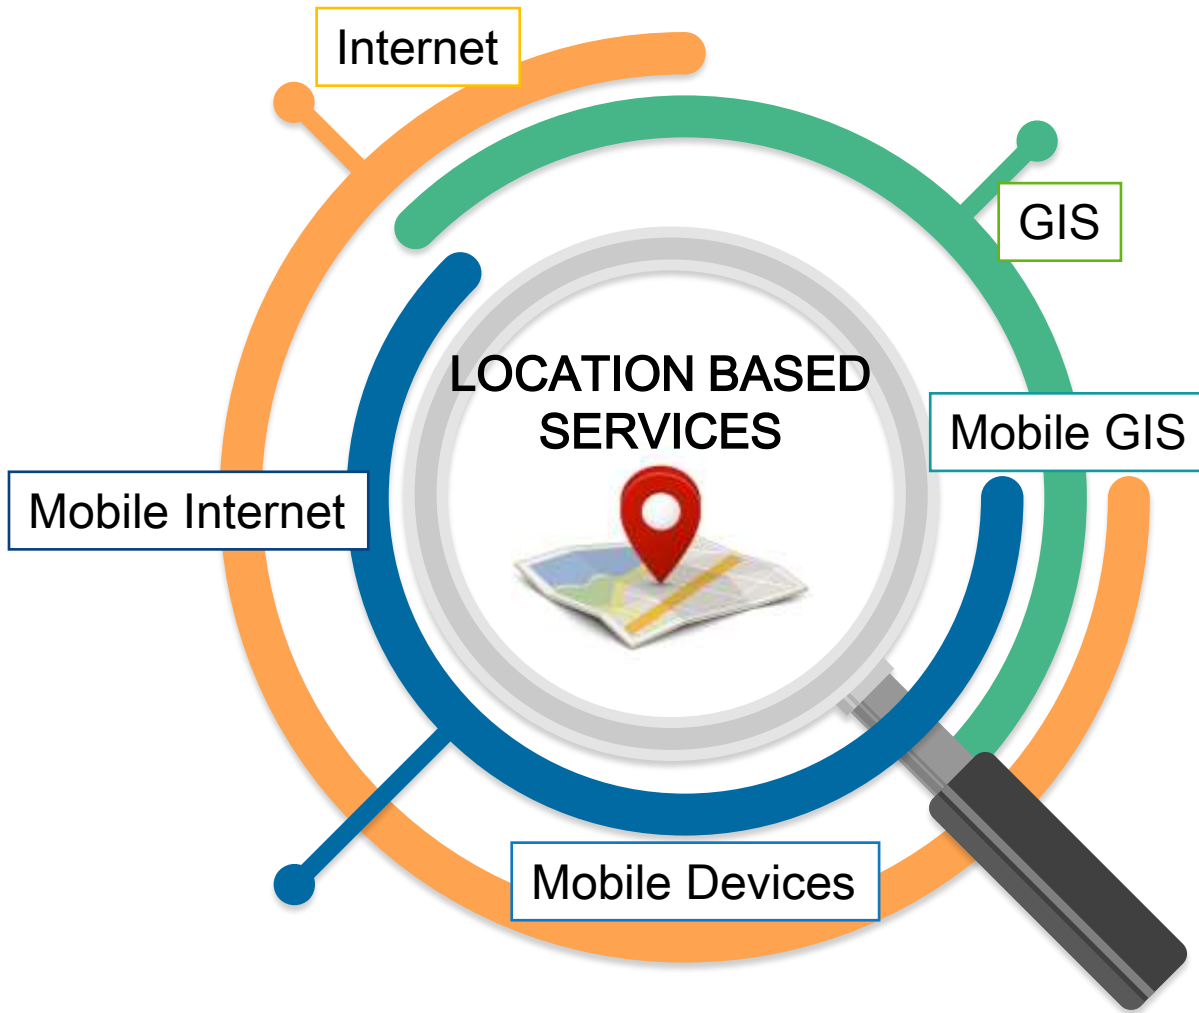 Internet
GIS
LOCATION BASED
SERVICES
Mobile GIS
Mobile Internet
Mobile Devices